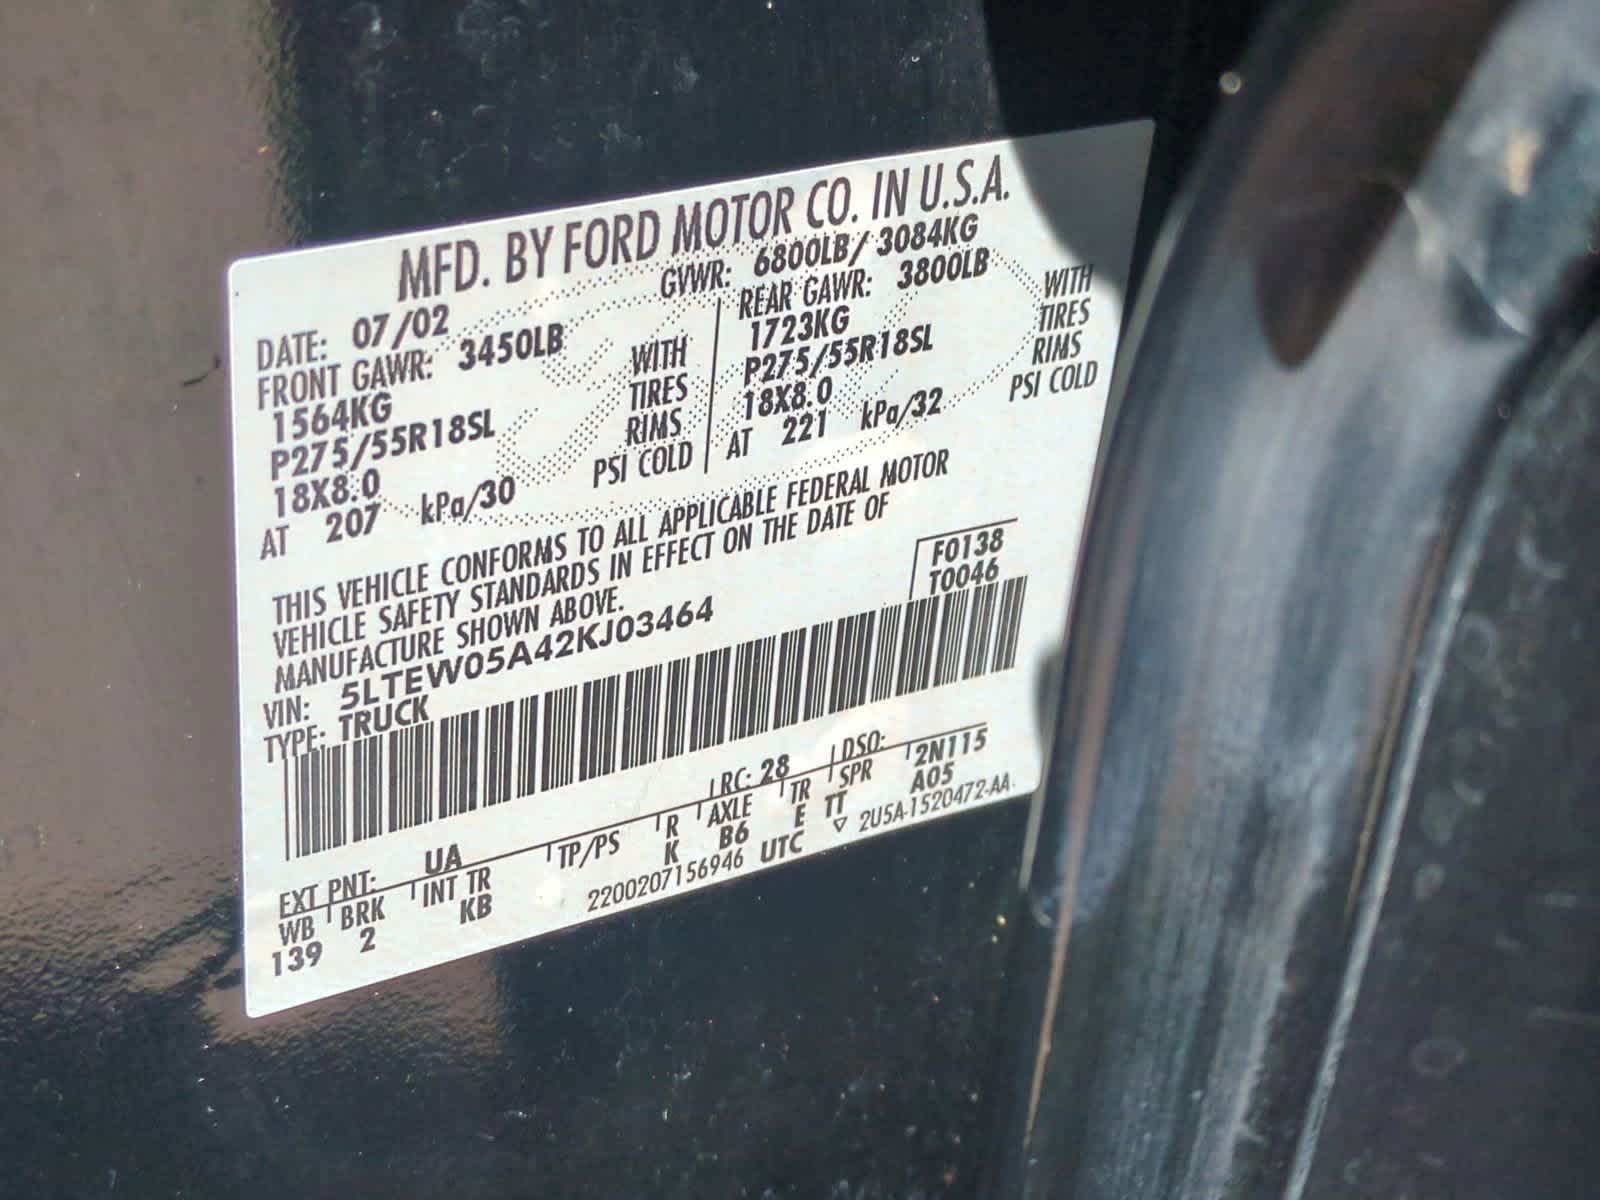 MFD. BY FORD MOTOR CO. IN U.S.A.
DATE: 07/02 GVWR: 6800LB/ 3084KG
FRONT GAWR: 3450LB REAR GAWR: 3800LB
1564KG WITH 1723KG WITH
P275/55R18SL TIRES P275/55R18SL TIRES
18X8.0 RIMS 18X8.0 RIMS
AT 207 kPa/30 PSI COLD AT 221 kPa/32 PSI COLD
THIS VEHICLE CONFORMS TO ALL APPLICABLE FEDERAL MOTOR
VEHICLE SAFETY STANDARDS IN EFFECT ON THE DATE OF
MANUFACTURE SHOWN ABOVE.
F0138
VIN: 5LTEW05A42KJ03464 T0046
TYPE: TRUCK
EXT PNT: UA RC: 28 DSO: 2N115
WB BRK INT TR TP/PS R AXLE TR SPR A05
139 2 KB K B6 E TT
2200207156946 UTC ▽ 2U5A-1520472-AA